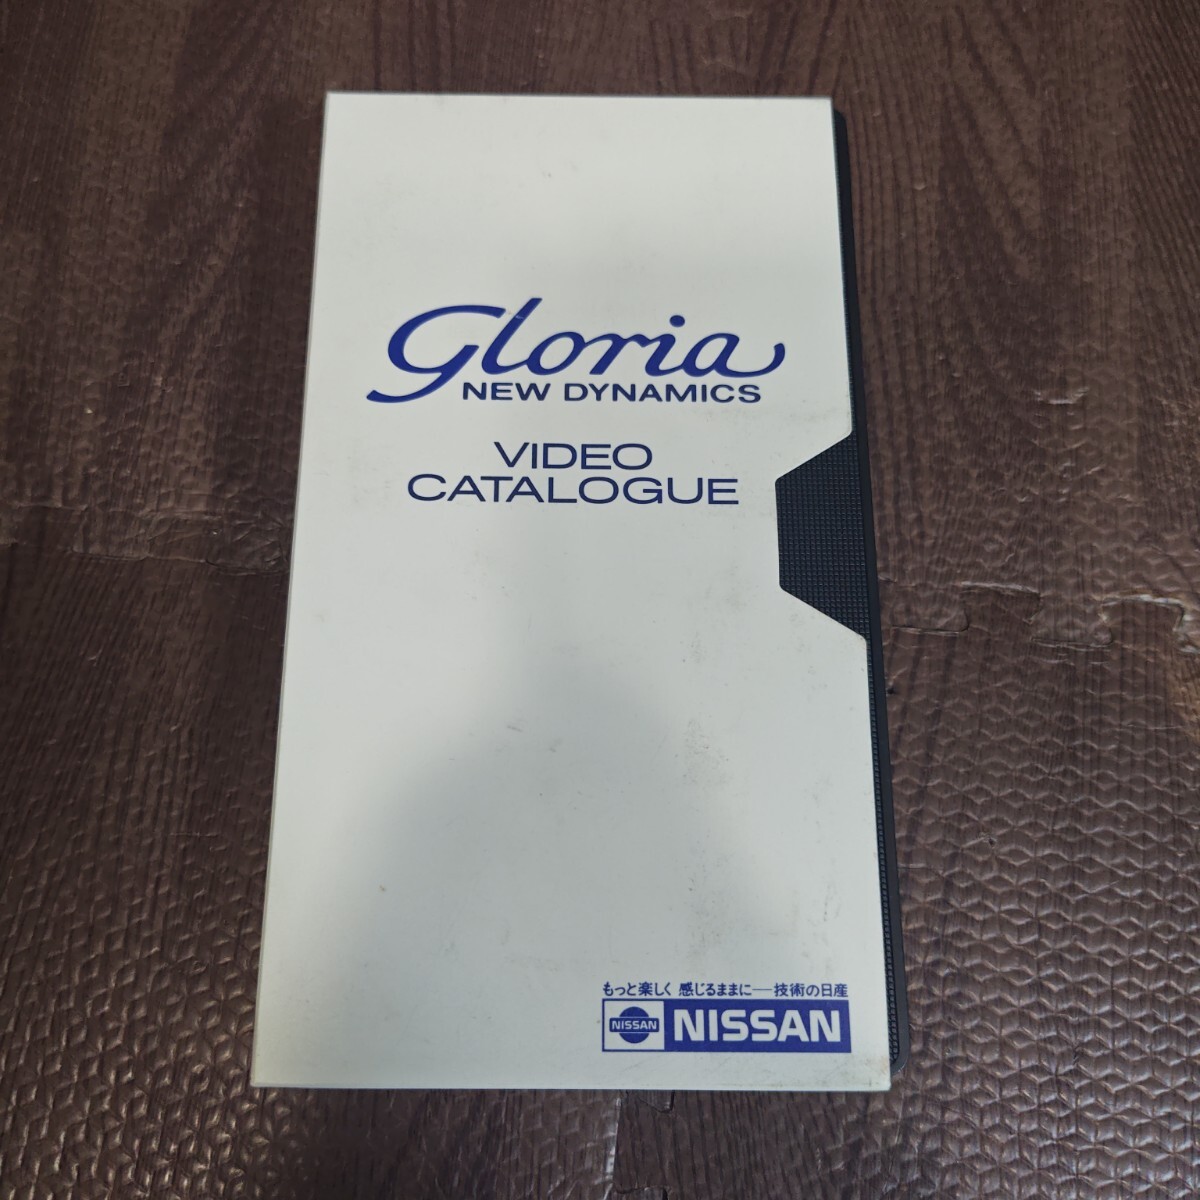 Gloria
NEW DYNAMICS
VIDEO
CATALOGUE
もっと楽しく 感じるままに──技術の日産
NISSAN NISSAN